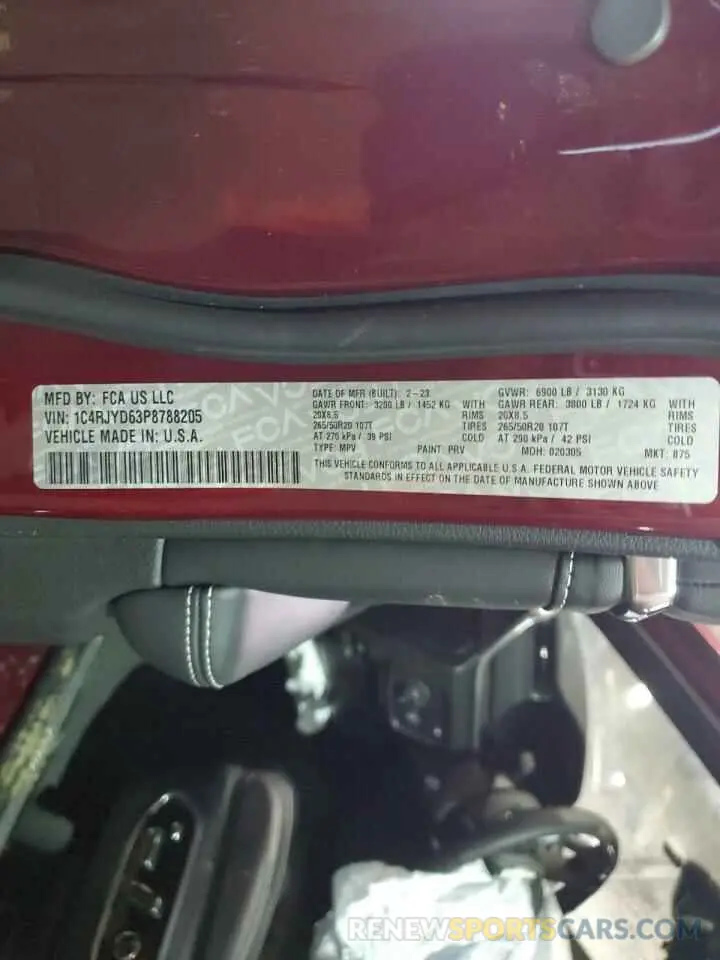 MFD BY: FCA US LLC
VIN: 1C4RJYD63P8788205
VEHICLE MADE IN: U.S.A.
DATE OF MFR (BUILT): 2-23
GAWR FRONT: 3200 LB / 1452 KG WITH
20X8.5 RIMS
265/50R20 107T TIRES
AT 270 kPa / 39 PSI COLD
TYPE: MPV PAINT: PRV
GVWR: 6900 LB / 3130 KG
GAWR REAR: 3800 LB / 1724 KG WITH
20X8.5 RIMS
265/50R20 107T TIRES
AT 290 kPa / 42 PSI COLD
MDH: 020305 MKT: 875
THIS VEHICLE CONFORMS TO ALL APPLICABLE U.S.A. FEDERAL MOTOR VEHICLE SAFETY
STANDARDS IN EFFECT ON THE DATE OF MANUFACTURE SHOWN ABOVE
RENEWSPORTSCARS.COM